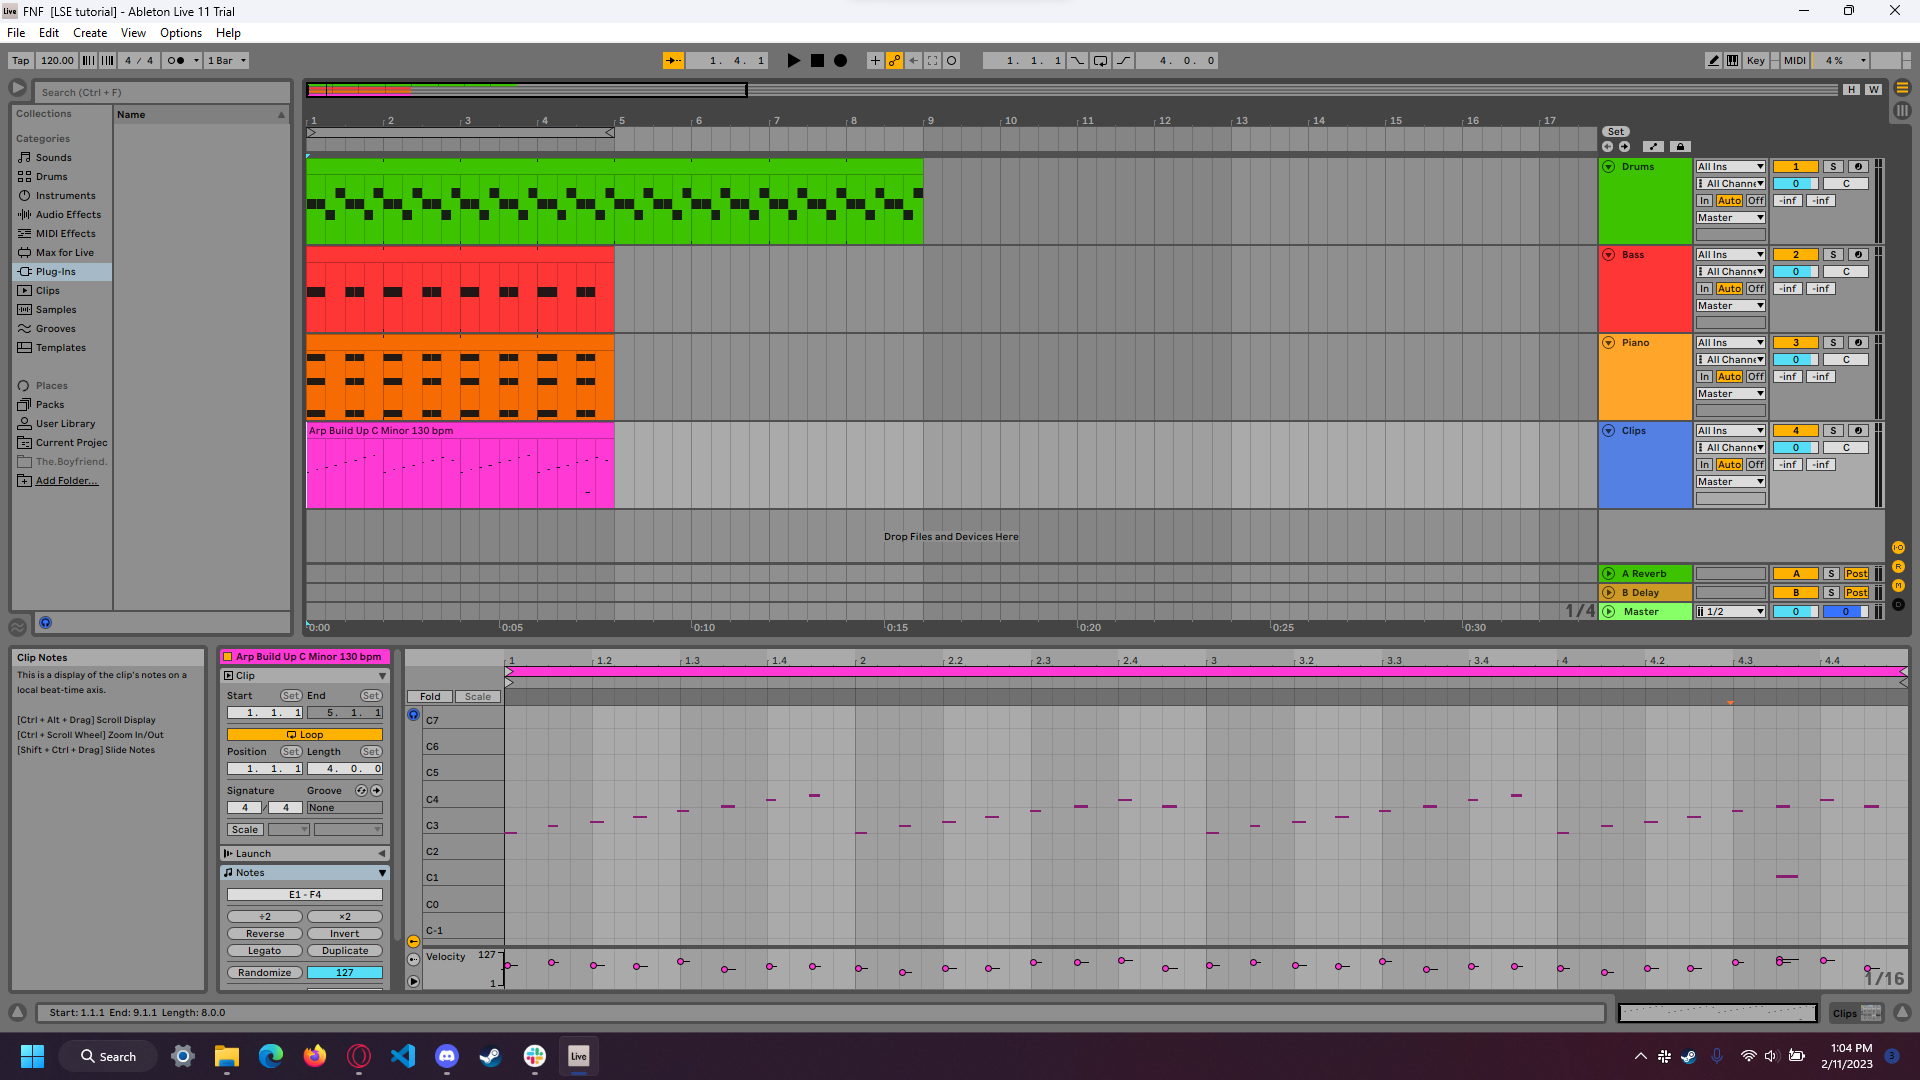 Live FNF [LSE tutorial] - Ableton Live 11 Trial
File Edit Create View Options Help
Tap 120.00 4 / 4 1 Bar 1. 4. 1 1. 1. 1 4. 0. 0 Key MIDI 4 %
Search (Ctrl + F)
Collections
Name
Categories
Sounds
Drums
Instruments
Audio Effects
MIDI Effects
Max for Live
Plug-Ins
Clips
Samples
Grooves
Templates
Places
Packs
User Library
Current Projec
The.Boyfriend.
Add Folder...
H W
1 2 3 4 5 6 7 8 9 10 11 12 13 14 15 16 17
Set
Drums All Ins 1 S
All Channe 0 C
In Auto Off -inf -inf
Master
Bass All Ins 2 S
All Channe 0 C
In Auto Off -inf -inf
Master
Piano All Ins 3 S
All Channe 0 C
In Auto Off -inf -inf
Master
Arp Build Up C Minor 130 bpm
Clips All Ins 4 S
All Channe 0 C
In Auto Off -inf -inf
Master
Drop Files and Devices Here
I·O
R
M
D
A Reverb A S Post
B Delay B S Post
1/4 Master 1/2 0 0
0:00 0:05 0:10 0:15 0:20 0:25 0:30
Clip Notes
This is a display of the clip's notes on a
local beat-time axis.
[Ctrl + Alt + Drag] Scroll Display
[Ctrl + Scroll Wheel] Zoom In/Out
[Shift + Ctrl + Drag] Slide Notes
Arp Build Up C Minor 130 bpm
Clip
Start Set End Set
1. 1. 1 5. 1. 1
Loop
Position Set Length Set
1. 1. 1 4. 0. 0
Signature Groove
4 / 4 None
Scale
Launch
Notes
E1 - F4
÷2 ×2
Reverse Invert
Legato Duplicate
Randomize 127
1 1.2 1.3 1.4 2 2.2 2.3 2.4 3 3.2 3.3 3.4 4 4.2 4.3 4.4
Fold Scale
C7
C6
C5
C4
C3
C2
C1
C0
C-1
Velocity 127
1
1/16
Start: 1.1.1 End: 9.1.1 Length: 8.0.0
Clips
Search
Live
1:04 PM
2/11/2023
3